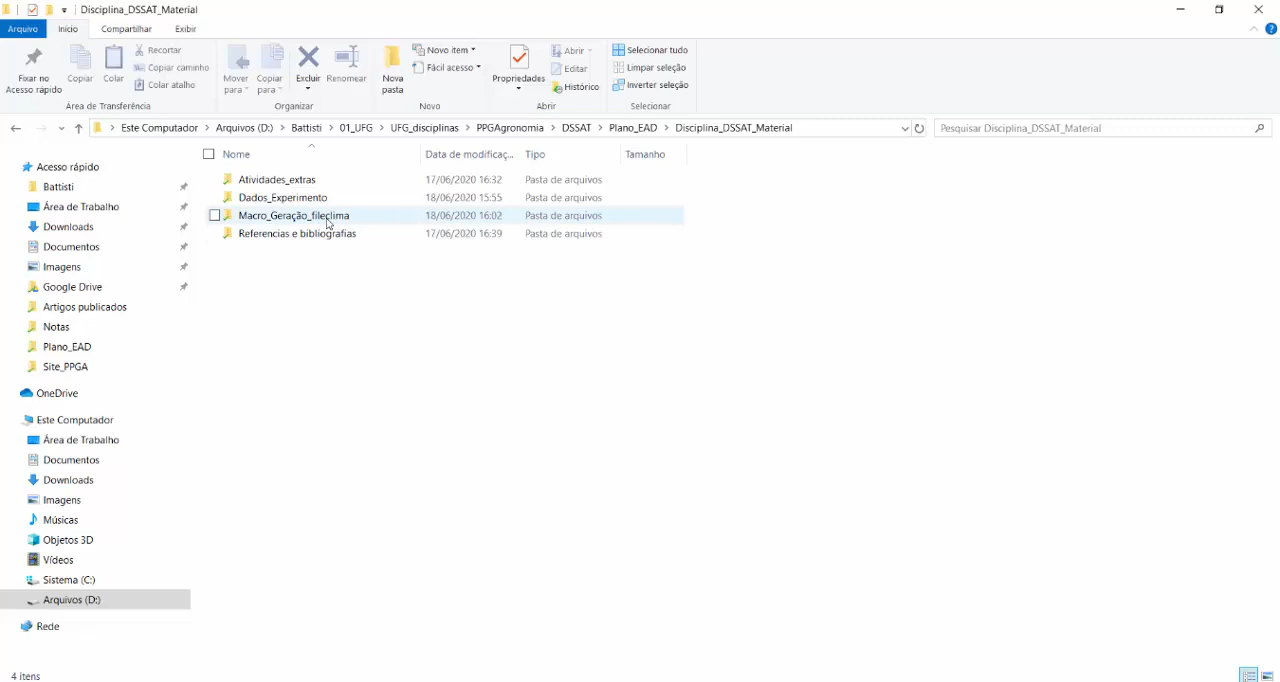 Disciplina_DSSAT_Material
Arquivo Início Compartilhar Exibir
Fixar no Acesso rápido
Copiar
Colar
Recortar
Copiar caminho
Colar atalho
Área de Transferência
Mover para
Copiar para
Excluir
Renomear
Organizar
Nova pasta
Novo item
Fácil acesso
Novo
Propriedades
Abrir
Editar
Histórico
Abrir
Selecionar tudo
Limpar seleção
Inverter seleção
Selecionar
Este Computador > Arquivos (D:) > Battisti > 01_UFG > UFG_disciplinas > PPGAgronomia > DSSAT > Plano_EAD > Disciplina_DSSAT_Material
Pesquisar Disciplina_DSSAT_Material
Nome Data de modificaç... Tipo Tamanho
Atividades_extras 17/06/2020 16:32 Pasta de arquivos
Dados_Experimento 18/06/2020 15:55 Pasta de arquivos
Macro_Geração_fileclima 18/06/2020 16:02 Pasta de arquivos
Referencias e bibliografias 17/06/2020 16:39 Pasta de arquivos
Acesso rápido
Battisti
Área de Trabalho
Downloads
Documentos
Imagens
Google Drive
Artigos publicados
Notas
Plano_EAD
Site_PPGA
OneDrive
Este Computador
Área de Trabalho
Documentos
Downloads
Imagens
Músicas
Objetos 3D
Vídeos
Sistema (C:)
Arquivos (D:)
Rede
4 itens